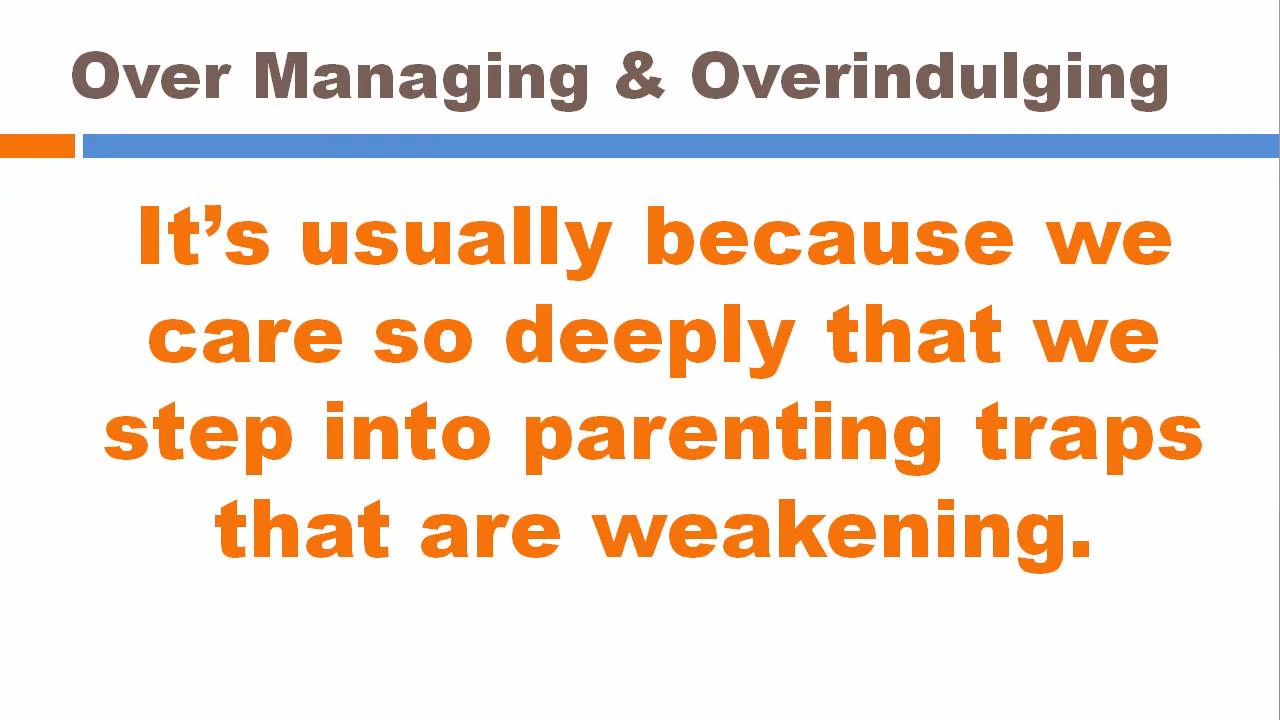 Over Managing & Overindulging
It’s usually because we
care so deeply that we
step into parenting traps
that are weakening.